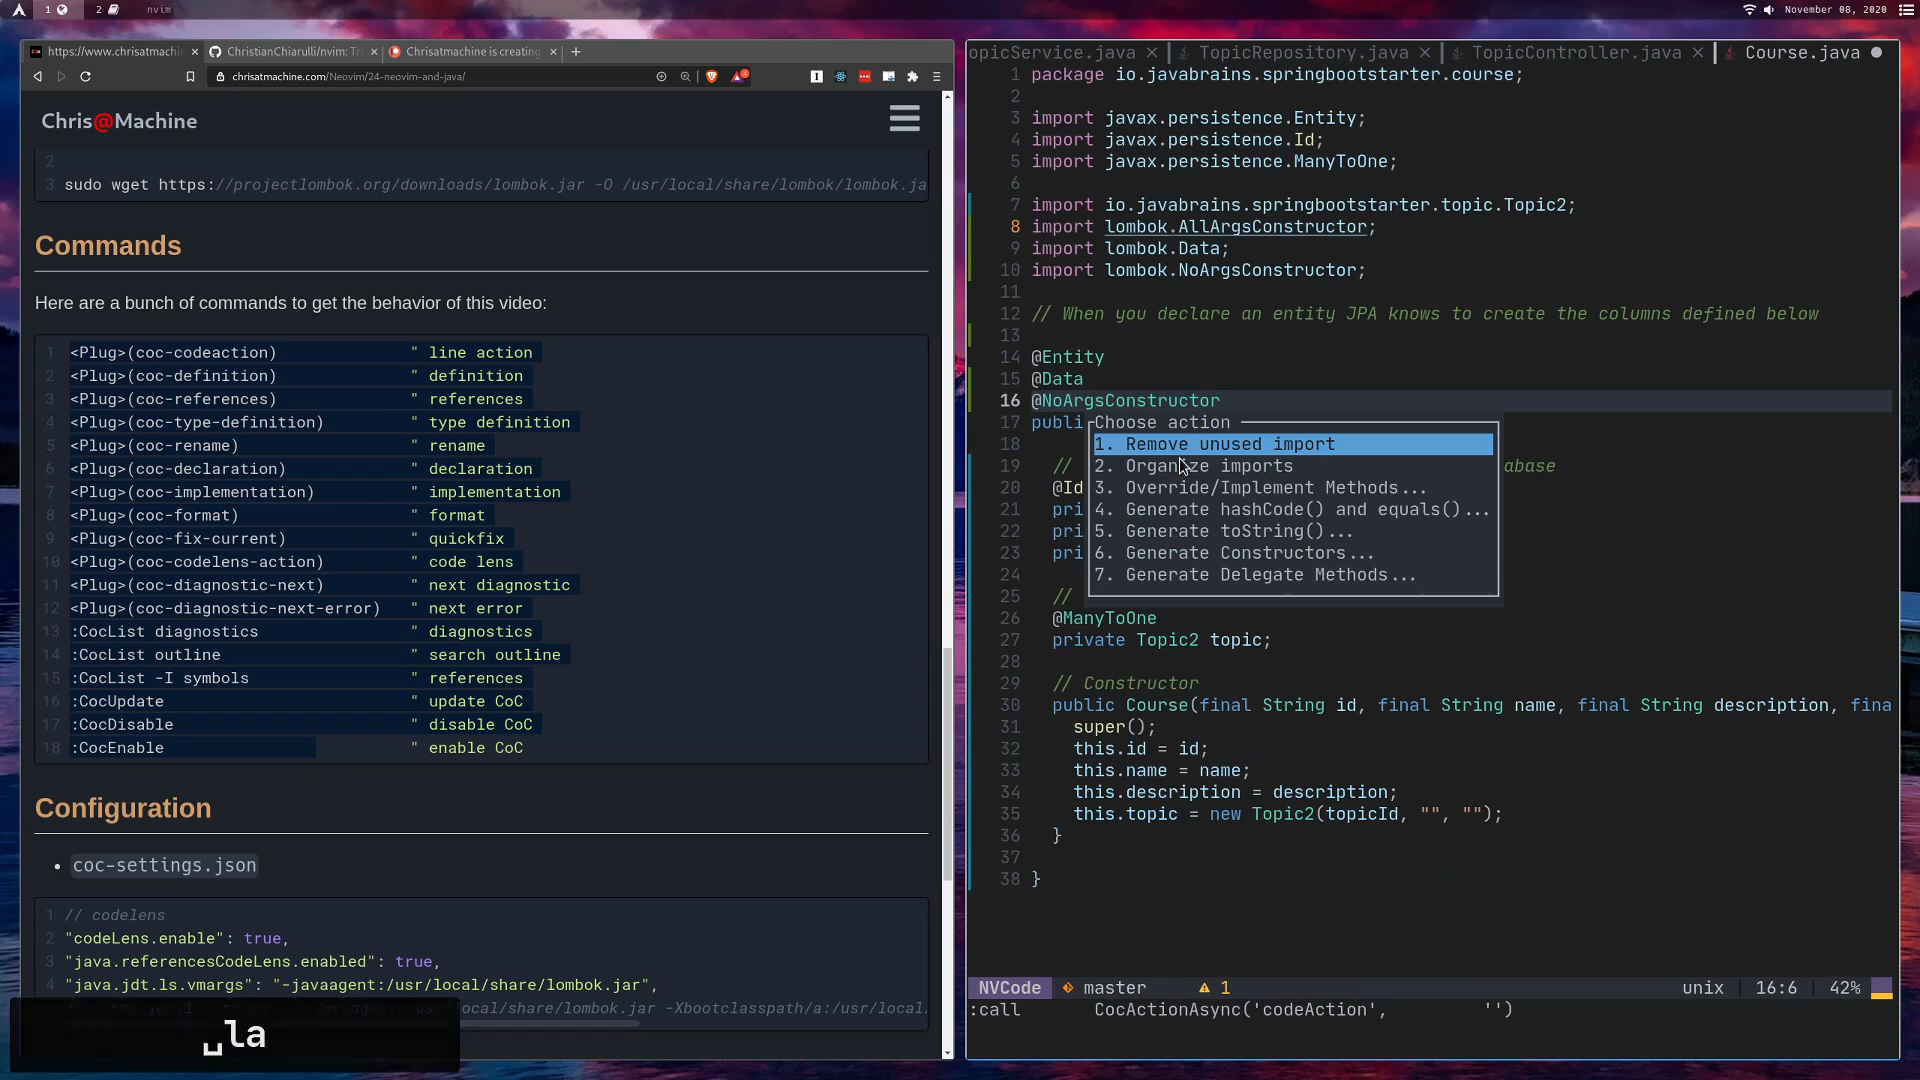 1
2
nvim
November 08, 2020
https://www.chrisatmachin
ChristianChiarulli/nvim: Tr
Chrisatmachine is creating
chrisatmachine.com/Neovim/24-neovim-and-java/
Chris@Machine
2
3 sudo wget https://projectlombok.org/downloads/lombok.jar -O /usr/local/share/lombok/lombok.ja
Commands
Here are a bunch of commands to get the behavior of this video:
1 <Plug>(coc-codeaction) " line action
2 <Plug>(coc-definition) " definition
3 <Plug>(coc-references) " references
4 <Plug>(coc-type-definition) " type definition
5 <Plug>(coc-rename) " rename
6 <Plug>(coc-declaration) " declaration
7 <Plug>(coc-implementation) " implementation
8 <Plug>(coc-format) " format
9 <Plug>(coc-fix-current) " quickfix
10 <Plug>(coc-codelens-action) " code lens
11 <Plug>(coc-diagnostic-next) " next diagnostic
12 <Plug>(coc-diagnostic-next-error) " next error
13 :CocList diagnostics " diagnostics
14 :CocList outline " search outline
15 :CocList -I symbols " references
16 :CocUpdate " update CoC
17 :CocDisable " disable CoC
18 :CocEnable " enable CoC
Configuration
• coc-settings.json
1 // codelens
2 "codeLens.enable": true,
3 "java.referencesCodeLens.enabled": true,
4 "java.jdt.ls.vmargs": "-javaagent:/usr/local/share/lombok.jar",
ocal/share/lombok.jar -Xbootclasspath/a:/usr/local/
␣la
opicService.java
TopicRepository.java
TopicController.java
Course.java
1 package io.javabrains.springbootstarter.course;
2
3 import javax.persistence.Entity;
4 import javax.persistence.Id;
5 import javax.persistence.ManyToOne;
6
7 import io.javabrains.springbootstarter.topic.Topic2;
8 import lombok.AllArgsConstructor;
9 import lombok.Data;
10 import lombok.NoArgsConstructor;
11
12 // When you declare an entity JPA knows to create the columns defined below
13
14 @Entity
15 @Data
16 @NoArgsConstructor
17 publi
Choose action
18
1. Remove unused import
19 // abase
2. Organize imports
20 @Id
3. Override/Implement Methods...
21 pri
4. Generate hashCode() and equals()...
22 pri
5. Generate toString()...
23 pri
6. Generate Constructors...
24
7. Generate Delegate Methods...
25 //
26 @ManyToOne
27 private Topic2 topic;
28
29 // Constructor
30 public Course(final String id, final String name, final String description, fina
31 super();
32 this.id = id;
33 this.name = name;
34 this.description = description;
35 this.topic = new Topic2(topicId, "", "");
36 }
37
38 }
NVCode master 1 unix 16:6 42%
:call CocActionAsync('codeAction', '')